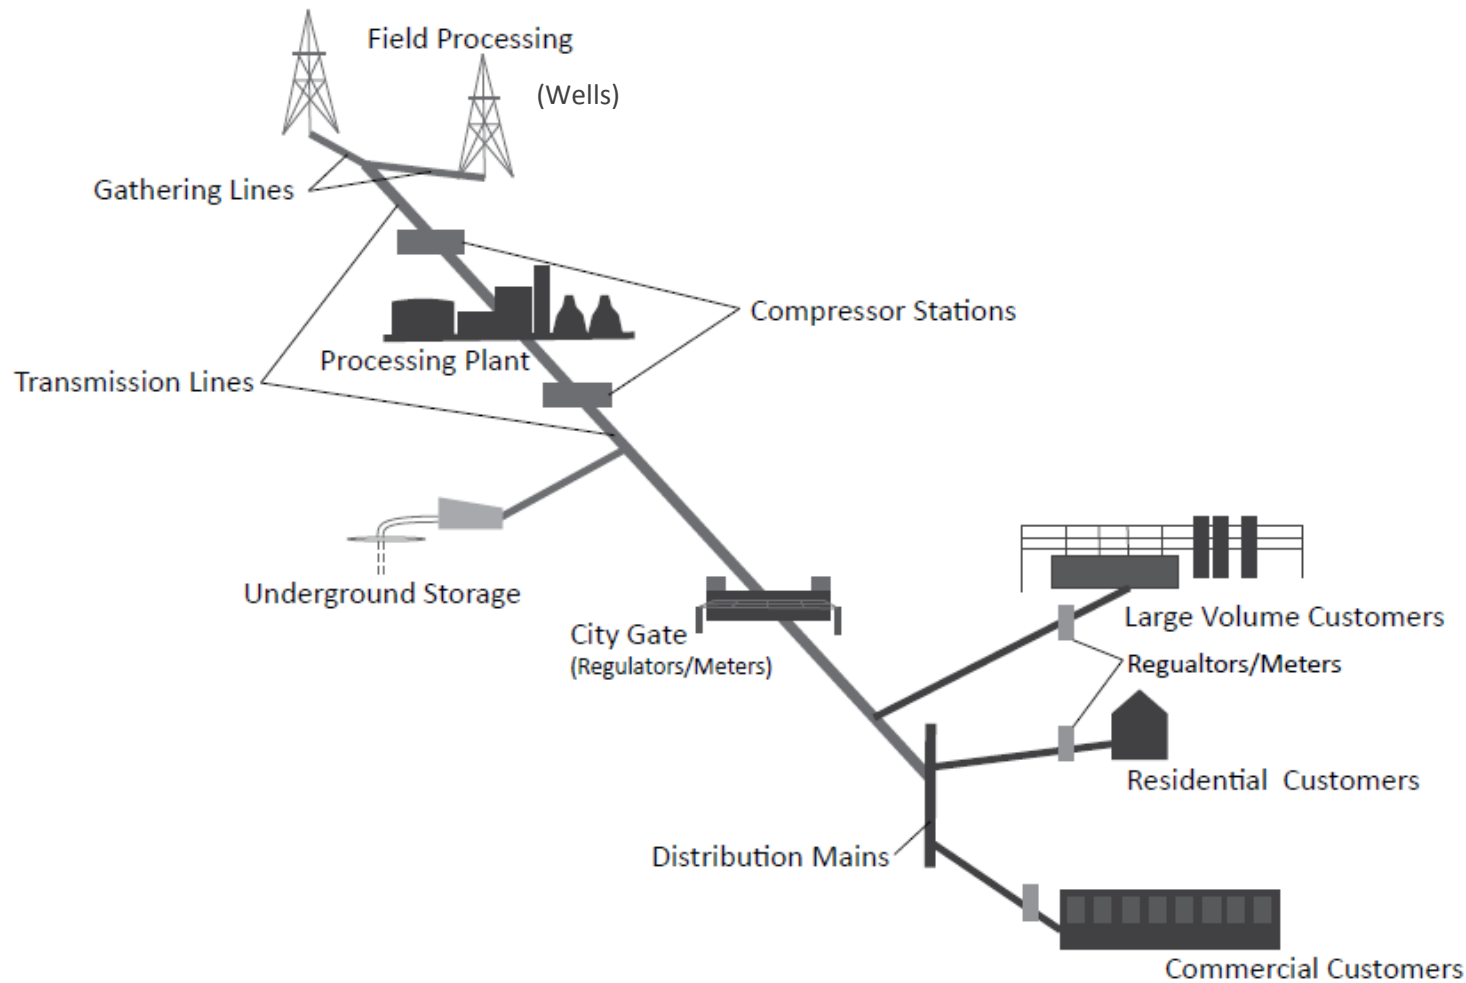 Field Processing
(Wells)
Gathering Lines
Compressor Stations
Processing Plant
Transmission Lines
Underground Storage
City Gate
(Regulators/Meters)
Large Volume Customers
Regualtors/Meters
Residential Customers
Distribution Mains
Commercial Customers